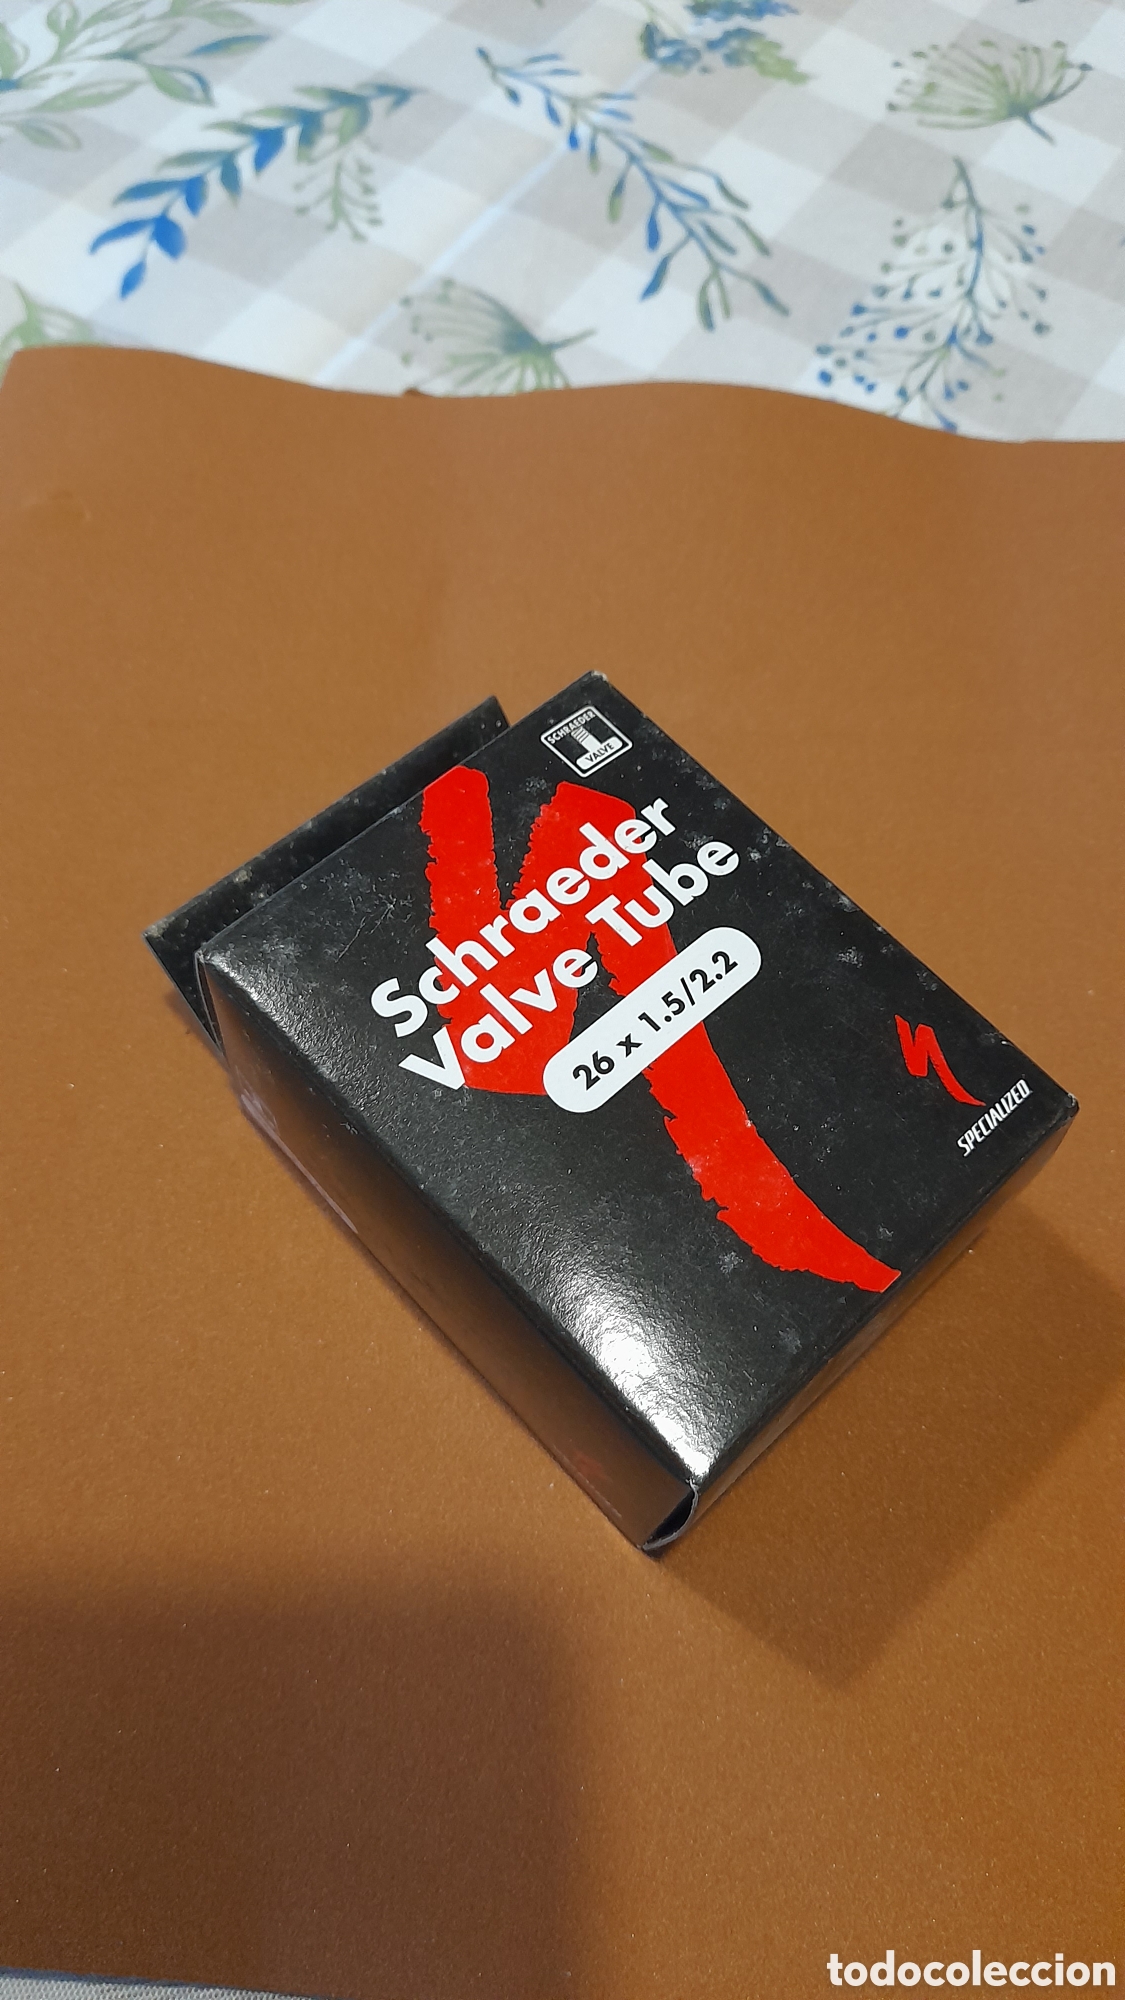 SCHRAEDER
VALVE
Schraeder
Valve Tube
26 x 1.5/2.2
SPECIALIZED
todocoleccion